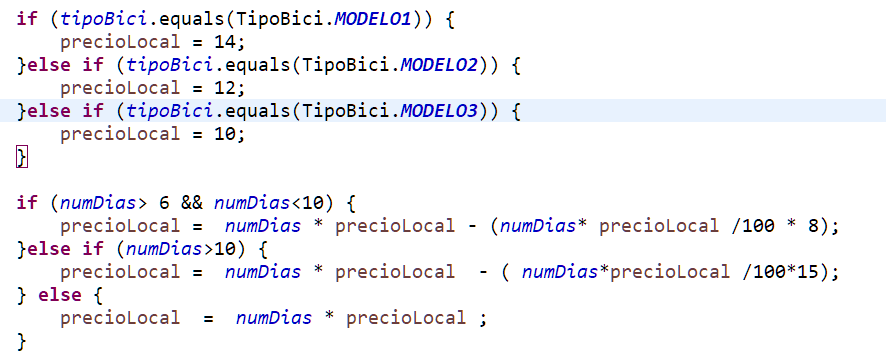 if (tipoBici.equals(TipoBici.MODELO1)) {
    precioLocal = 14;
}else if (tipoBici.equals(TipoBici.MODELO2)) {
    precioLocal = 12;
}else if (tipoBici.equals(TipoBici.MODELO3)) {
    precioLocal = 10;
}

if (numDias> 6 && numDias<10) {
    precioLocal =  numDias * precioLocal - (numDias* precioLocal /100 * 8);
}else if (numDias>10) {
    precioLocal =  numDias * precioLocal  - ( numDias*precioLocal /100*15);
} else {
    precioLocal  =  numDias * precioLocal ;
}